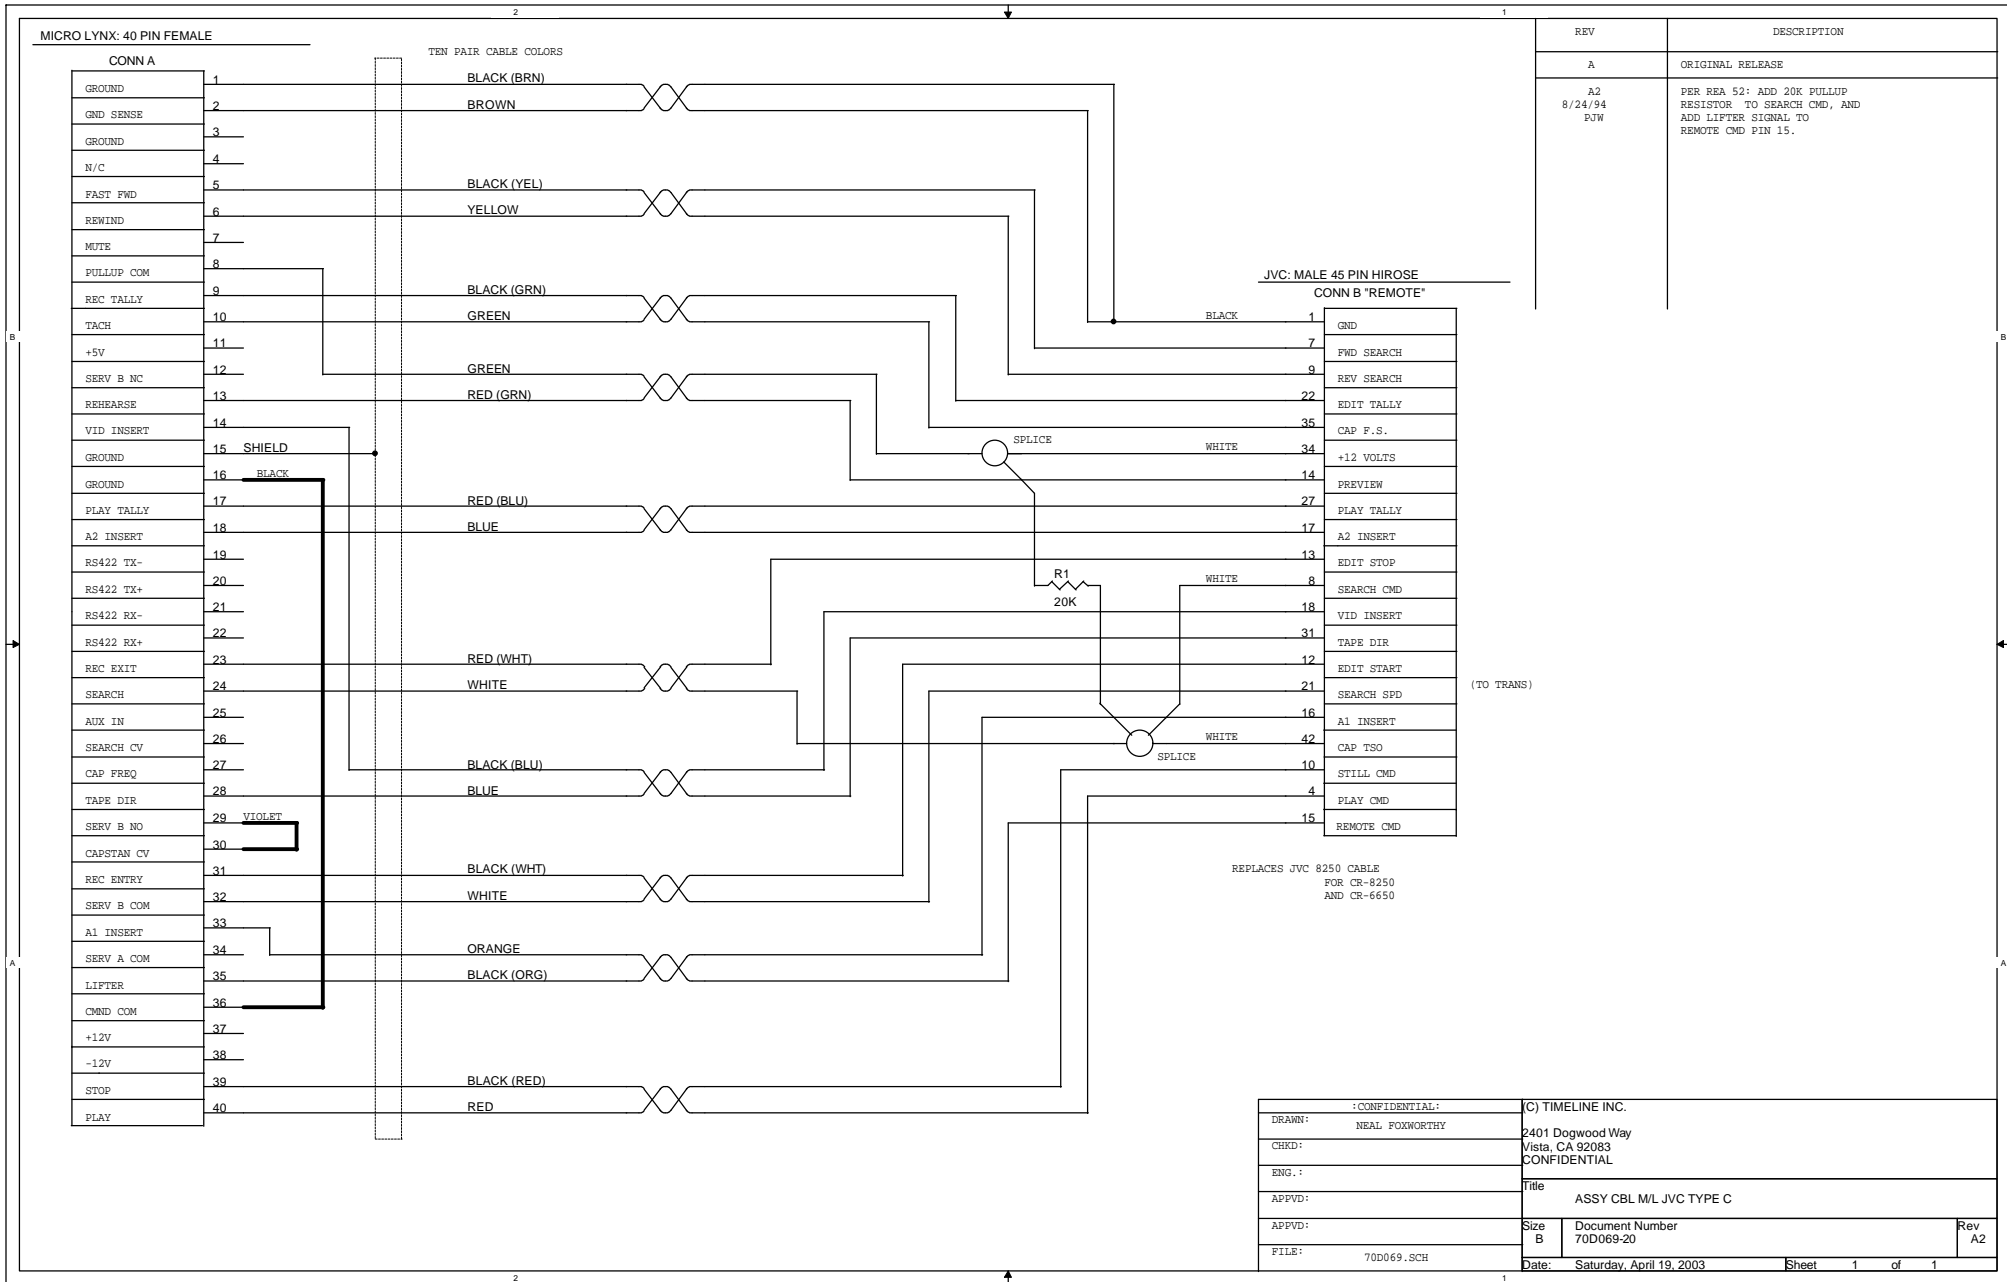 2
1
MICRO LYNX: 40 PIN FEMALE
CONN A
TEN PAIR CABLE COLORS
REV
DESCRIPTION
A
ORIGINAL RELEASE
A2
8/24/94
PJW
PER REA 52: ADD 20K PULLUP
RESISTOR TO SEARCH CMD, AND
ADD LIFTER SIGNAL TO
REMOTE CMD PIN 15.
GROUND 1 BLACK (BRN)
GND SENSE 2 BROWN
GROUND 3
N/C 4
FAST FWD 5 BLACK (YEL)
REWIND 6 YELLOW
MUTE 7
PULLUP COM 8
REC TALLY 9 BLACK (GRN)
TACH 10 GREEN
+5V 11
SERV B NC 12 GREEN
REHEARSE 13 RED (GRN)
VID INSERT 14
GROUND 15 SHIELD
GROUND 16 BLACK
PLAY TALLY 17 RED (BLU)
A2 INSERT 18 BLUE
RS422 TX- 19
RS422 TX+ 20
RS422 RX- 21
RS422 RX+ 22
REC EXIT 23 RED (WHT)
SEARCH 24 WHITE
AUX IN 25
SEARCH CV 26
CAP FREQ 27 BLACK (BLU)
TAPE DIR 28 BLUE
SERV B NO 29 VIOLET
CAPSTAN CV 30
REC ENTRY 31 BLACK (WHT)
SERV B COM 32 WHITE
A1 INSERT 33
SERV A COM 34 ORANGE
LIFTER 35 BLACK (ORG)
CMND COM 36
+12V 37
-12V 38
STOP 39 BLACK (RED)
PLAY 40 RED
JVC: MALE 45 PIN HIROSE
CONN B "REMOTE"
BLACK 1 GND
7 FWD SEARCH
9 REV SEARCH
22 EDIT TALLY
35 CAP F.S.
SPLICE
WHITE 34 +12 VOLTS
14 PREVIEW
27 PLAY TALLY
17 A2 INSERT
13 EDIT STOP
R1
20K
WHITE 8 SEARCH CMD
18 VID INSERT
31 TAPE DIR
12 EDIT START
21 SEARCH SPD
(TO TRANS)
16 A1 INSERT
WHITE 42 CAP TSO
SPLICE
10 STILL CMD
4 PLAY CMD
15 REMOTE CMD
REPLACES JVC 8250 CABLE
FOR CR-8250
AND CR-6650
B
B
A
A
:CONFIDENTIAL:
DRAWN: NEAL FOXWORTHY
CHKD:
ENG.:
APPVD:
APPVD:
FILE: 70D069.SCH
(C) TIMELINE INC.
2401 Dogwood Way
Vista, CA 92083
CONFIDENTIAL
Title
ASSY CBL M/L JVC TYPE C
Size
B
Document Number
70D069-20
Rev
A2
Date: Saturday, April 19, 2003 Sheet 1 of 1
2
1